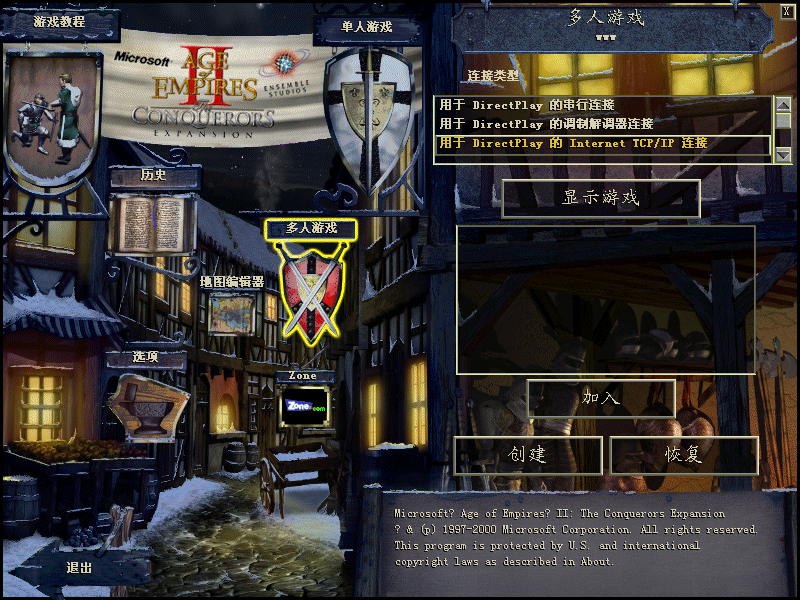 游戏教程
单人游戏
多人游戏
X
Microsoft
AGE
of
EMPIRES
II
ENSEMBLE
STUDIOS
The
CONQUERORS
EXPANSION
连接类型
用于 DirectPlay 的串行连接
用于 DirectPlay 的调制解调器连接
用于 DirectPlay 的 Internet TCP/IP 连接
历史
显示游戏
多人游戏
地图编辑器
选项
Zone
Zone.com
加入
创建
恢复
Microsoft? Age of Empires? II: The Conquerors Expansion
? & (p) 1997-2000 Microsoft Corporation. All rights reserved.
This program is protected by U.S. and international
copyright laws as described in About.
退出